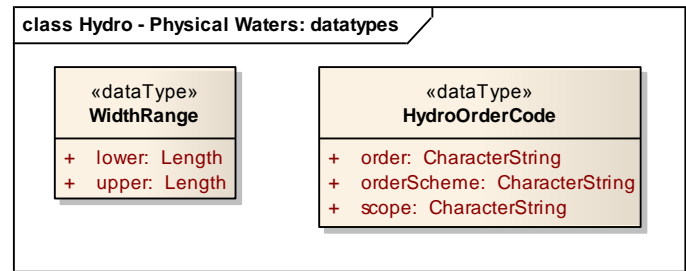 class Hydro - Physical Waters: datatypes
«dataType»
WidthRange
+ lower: Length
+ upper: Length
«dataType»
HydroOrderCode
+ order: CharacterString
+ orderScheme: CharacterString
+ scope: CharacterString